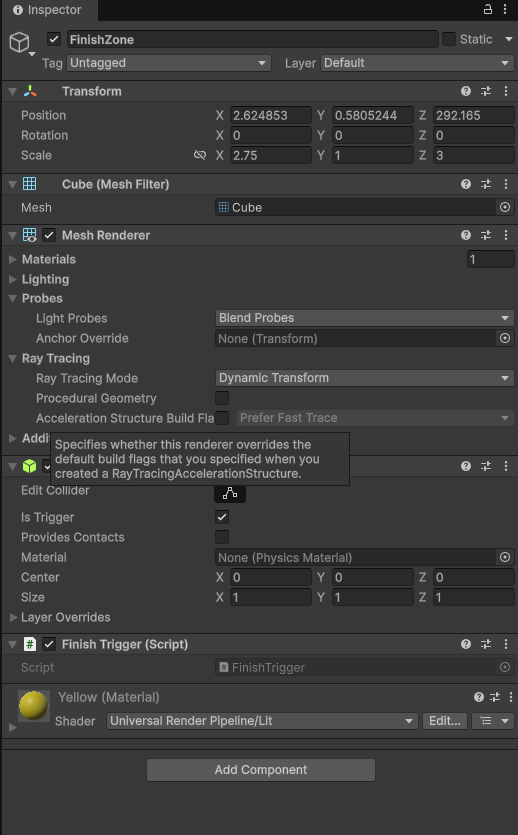 Inspector
FinishZone Static
Tag Untagged Layer Default
Transform
Position X 2.624853 Y 0.5805244 Z 292.165
Rotation X 0 Y 0 Z 0
Scale X 2.75 Y 1 Z 3
Cube (Mesh Filter)
Mesh Cube
Mesh Renderer
Materials 1
Lighting
Probes
Light Probes Blend Probes
Anchor Override None (Transform)
Ray Tracing
Ray Tracing Mode Dynamic Transform
Procedural Geometry
Acceleration Structure Build Fla Prefer Fast Trace
Addi
Specifies whether this renderer overrides the
default build flags that you specified when you
created a RayTracingAccelerationStructure.
Edit Collider
Is Trigger
Provides Contacts
Material None (Physics Material)
Center X 0 Y 0 Z 0
Size X 1 Y 1 Z 1
Layer Overrides
# Finish Trigger (Script)
Script # FinishTrigger
Yellow (Material)
Shader Universal Render Pipeline/Lit Edit...
Add Component